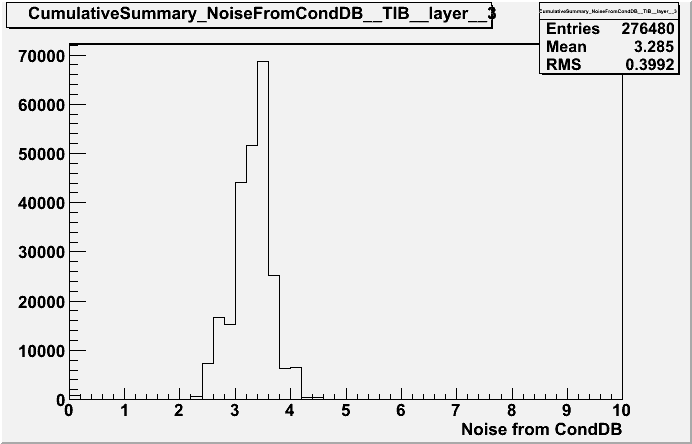 CumulativeSummary_NoiseFromCondDB__TIB__layer__3
CumulativeSummary_NoiseFromCondDB__TIB__layer__3
Entries 276480
Mean 3.285
RMS 0.3992
70000
60000
50000
40000
30000
20000
10000
0
0 1 2 3 4 5 6 7 8 9 10
Noise from CondDB